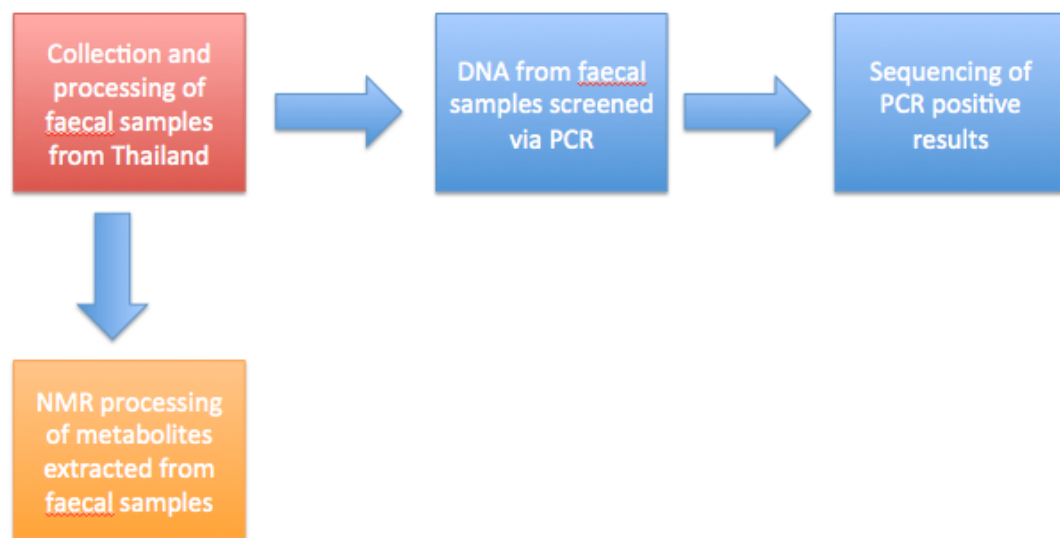 Collection and
processing of
faecal samples
from Thailand
DNA from faecal
samples screened
via PCR
Sequencing of
PCR positive
results
NMR processing
of metabolites
extracted from
faecal samples